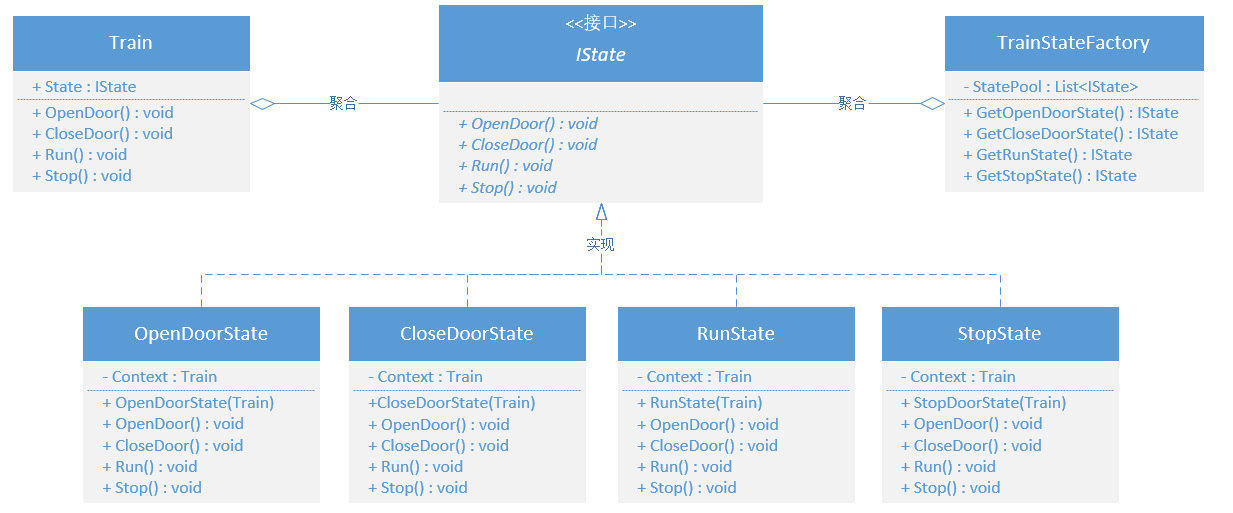 Train
+ State : IState
+ OpenDoor() : void
+ CloseDoor() : void
+ Run() : void
+ Stop() : void
聚合
<<接口>>
IState
+ OpenDoor() : void
+ CloseDoor() : void
+ Run() : void
+ Stop() : void
聚合
TrainStateFactory
- StatePool : List<IState>
+ GetOpenDoorState() : IState
+ GetCloseDoorState() : IState
+ GetRunState() : IState
+ GetStopState() : IState
实现
OpenDoorState
- Context : Train
+ OpenDoorState(Train)
+ OpenDoor() : void
+ CloseDoor() : void
+ Run() : void
+ Stop() : void
CloseDoorState
- Context : Train
+CloseDoorState(Train)
+ OpenDoor() : void
+ CloseDoor() : void
+ Run() : void
+ Stop() : void
RunState
- Context : Train
+ RunState(Train)
+ OpenDoor() : void
+ CloseDoor() : void
+ Run() : void
+ Stop() : void
StopState
- Context : Train
+ StopDoorState(Train)
+ OpenDoor() : void
+ CloseDoor() : void
+ Run() : void
+ Stop() : void